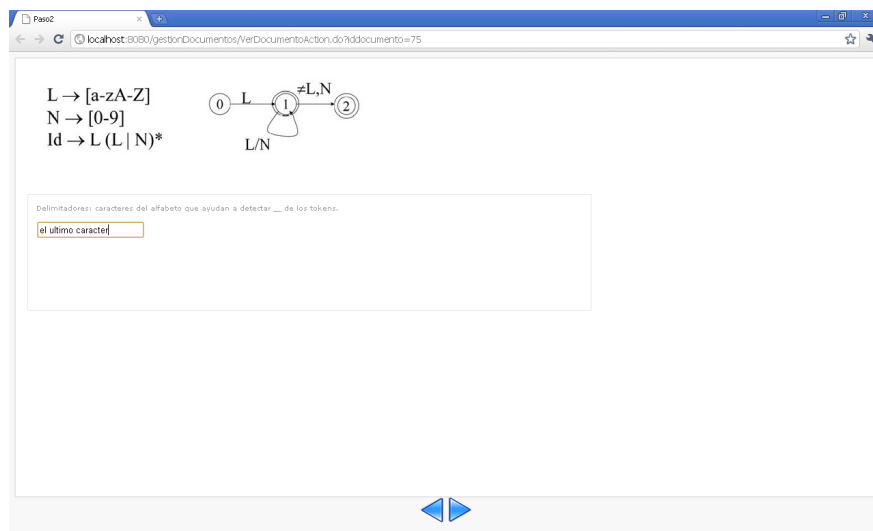 Paso2
localhost:8080/gestionDocumentos/VerDocumentoAction.do?iddocumento=75
L → [a-zA-Z]
N → [0-9]
Id → L (L | N)*
0 L 1 ≠L,N 2
L/N
Delimitadores: caracteres del alfabeto que ayudan a detectar __ de los tokens.
el ultimo caracter